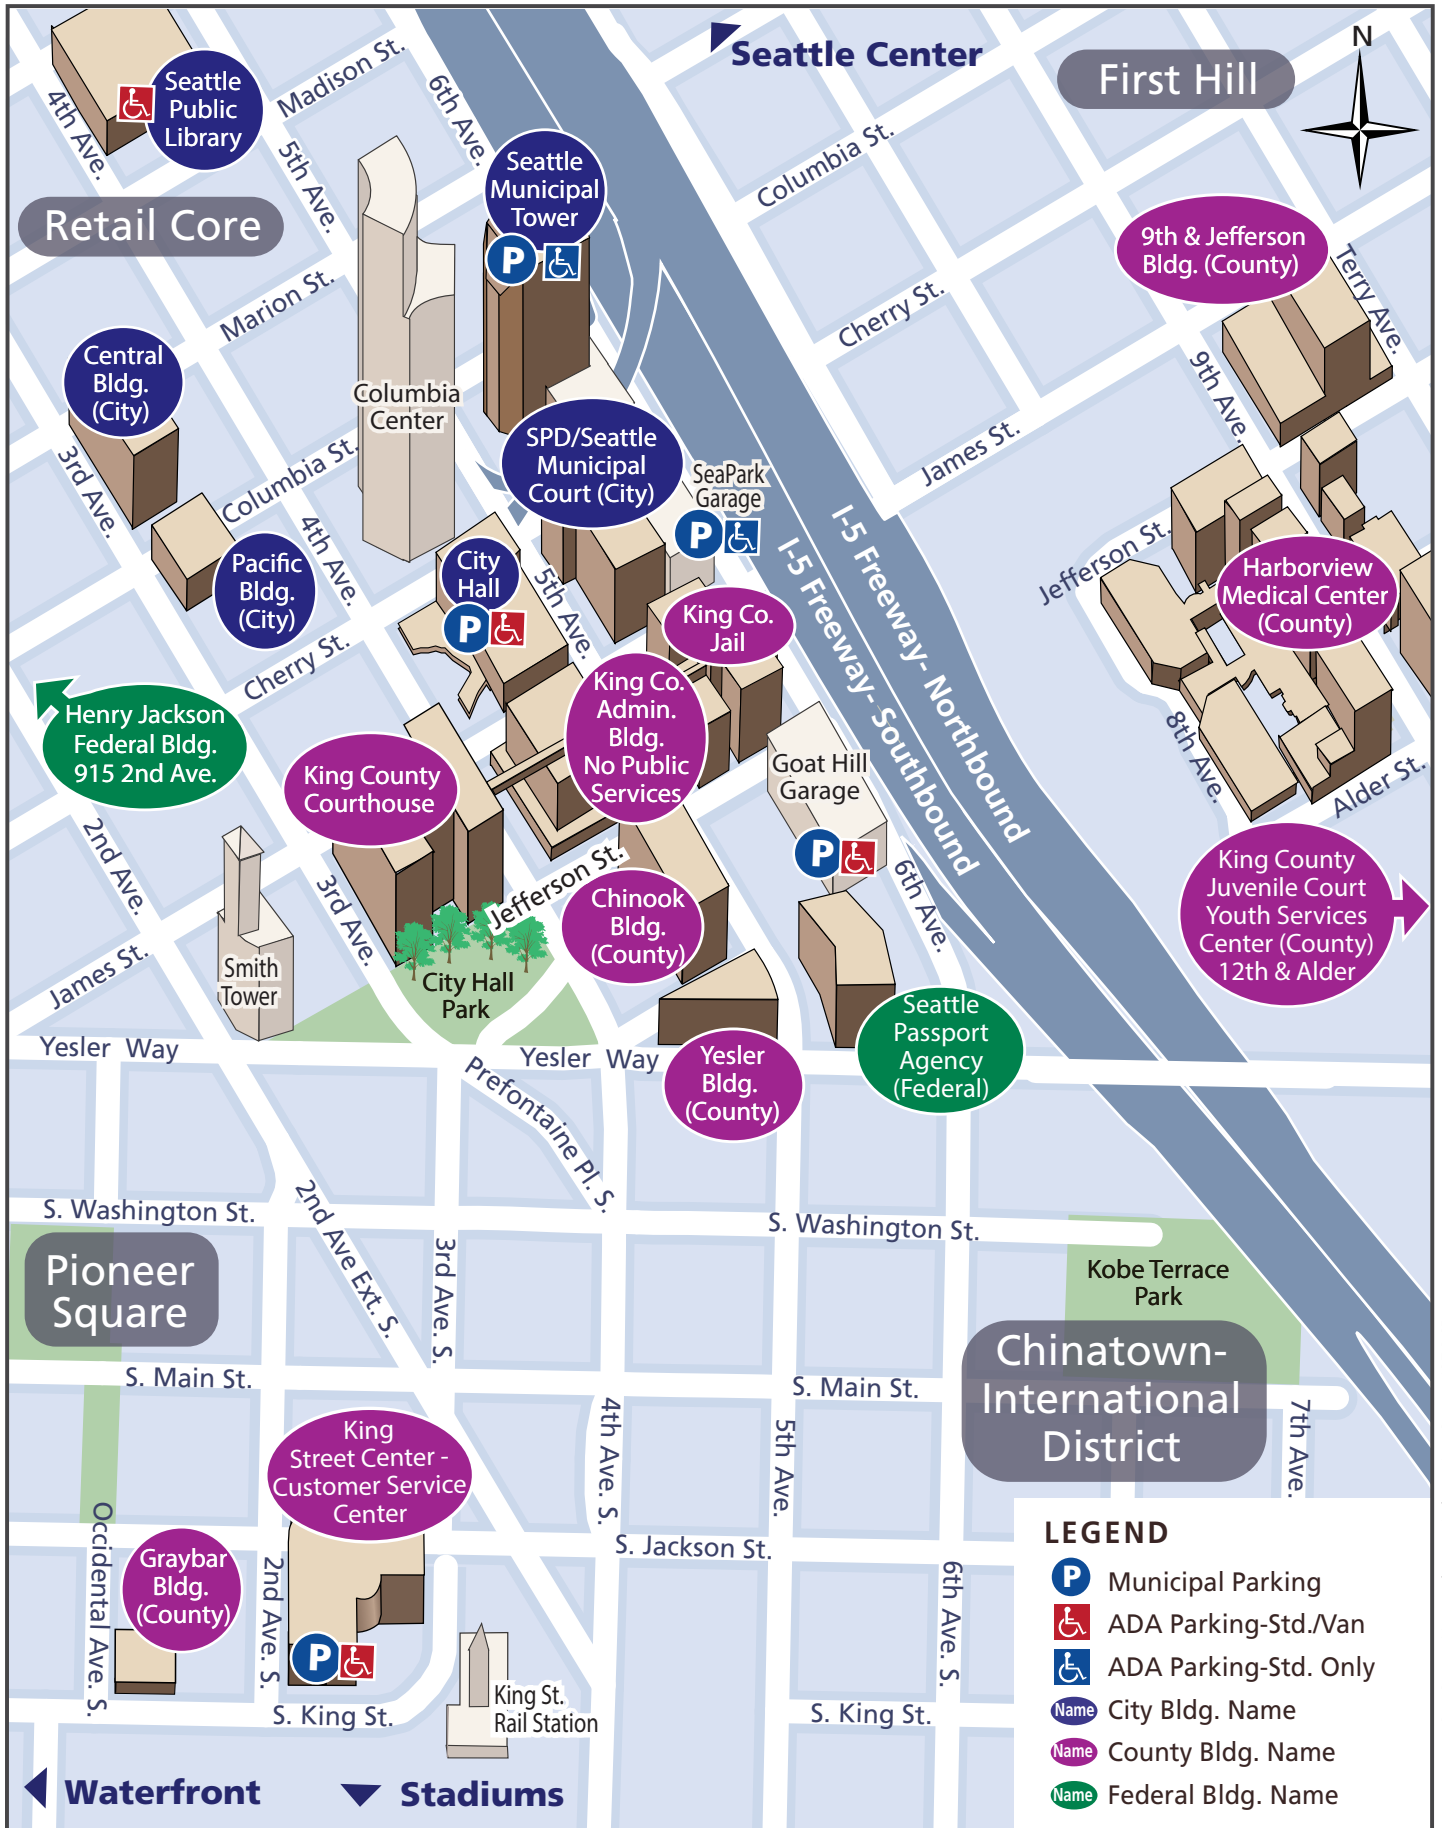 Seattle Center
First Hill
N
Seattle
Public
Library
Madison St.
6th Ave.
4th Ave.
5th Ave.
Columbia St.
Seattle
Municipal
Tower
P
Retail Core
9th & Jefferson
Bldg. (County)
Terry Ave.
Marion St.
Cherry St.
Central
Bldg.
(City)
Columbia
Center
9th Ave.
SPD/Seattle
Municipal
Court (City)
James St.
3rd Ave.
Columbia St.
SeaPark
Garage
P
I-5 Freeway- Northbound
I-5 Freeway- Southbound
4th Ave.
Pacific
Bldg.
(City)
City
Hall
P
5th Ave.
Jefferson St.
Harborview
Medical Center
(County)
King Co.
Jail
Cherry St.
King Co.
Admin.
Bldg.
No Public
Services
Henry Jackson
Federal Bldg.
915 2nd Ave.
King County
Courthouse
Goat Hill
Garage
P
8th Ave.
Alder St.
2nd Ave.
3rd Ave.
Jefferson St.
6th Ave.
King County
Juvenile Court
Youth Services
Center (County)
12th & Alder
Chinook
Bldg.
(County)
James St.
Smith
Tower
City Hall
Park
Seattle
Passport
Agency
(Federal)
Yesler Way
Yesler Way
Yesler
Bldg.
(County)
Prefontaine Pl. S.
S. Washington St.
2nd Ave Ext. S.
3rd Ave. S.
S. Washington St.
Pioneer
Square
Kobe Terrace
Park
Chinatown-
International
District
S. Main St.
S. Main St.
4th Ave. S.
5th Ave.
7th Ave.
King
Street Center -
Customer Service
Center
Occidental Ave. S.
Graybar
Bldg.
(County)
2nd Ave. S.
P
S. Jackson St.
6th Ave. S.
S. King St.
King St.
Rail Station
S. King St.
Waterfront
Stadiums
LEGEND
P Municipal Parking
ADA Parking-Std./Van
ADA Parking-Std. Only
Name City Bldg. Name
Name County Bldg. Name
Name Federal Bldg. Name